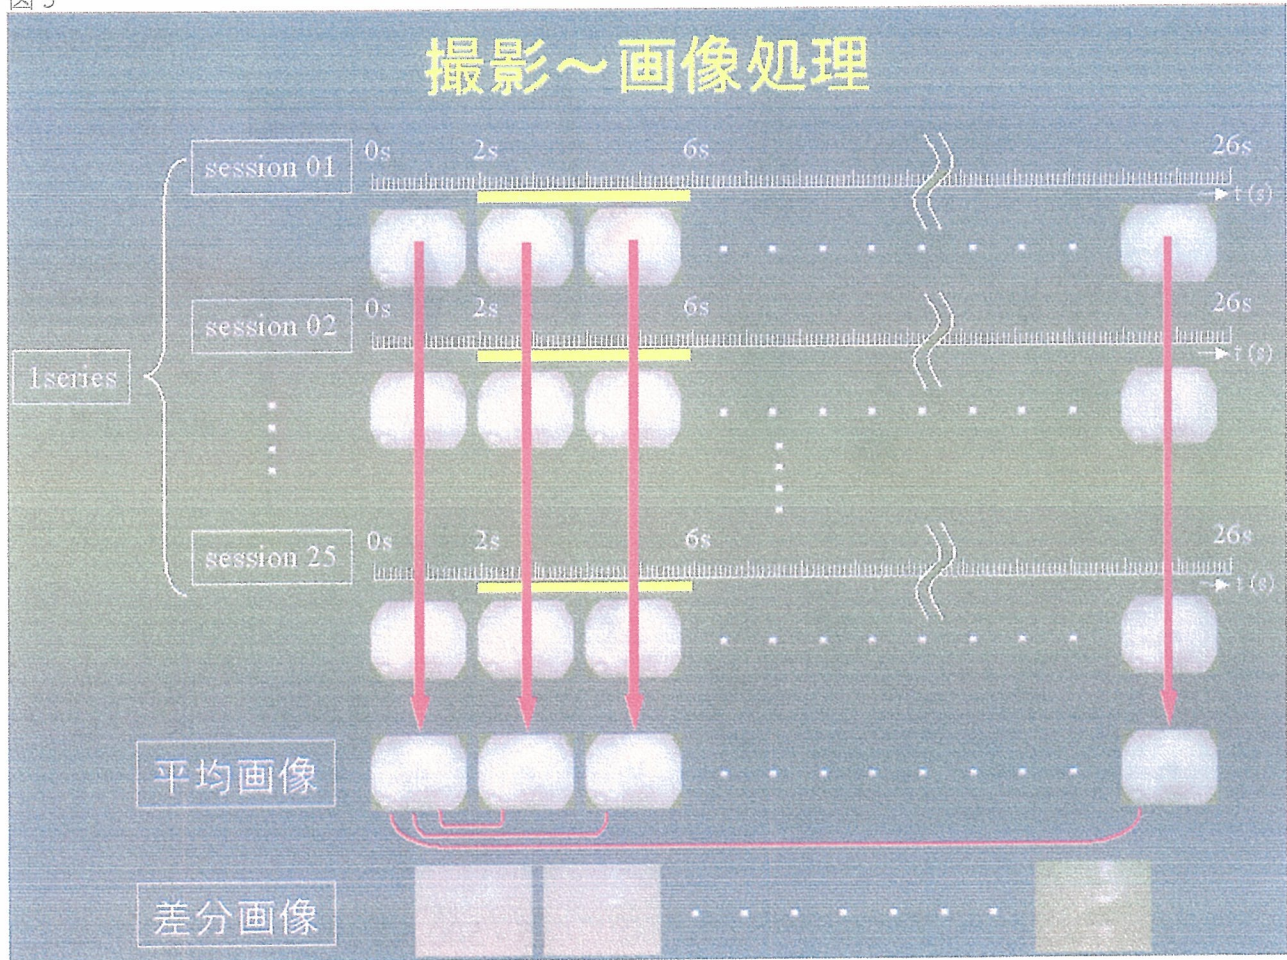 撮影～画像処理
session 01
0s 2s 6s 26s
t (s)
session 02
0s 2s 6s 26s
t (s)
1series
session 25
0s 2s 6s 26s
t (s)
平均画像
差分画像